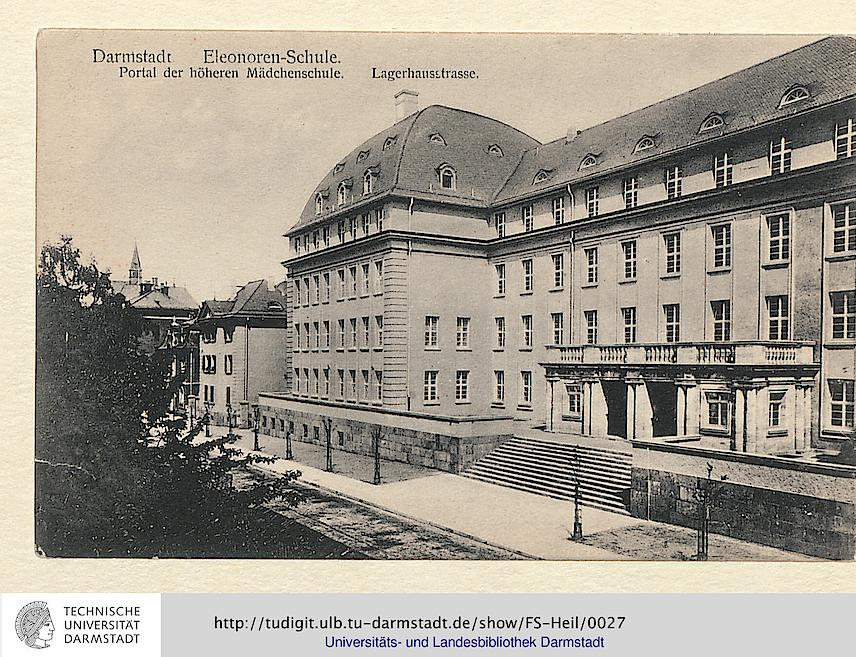 Darmstadt Eleonoren-Schule.
Portal der höheren Mädchenschule. Lagerhausstrasse.
TECHNISCHE
UNIVERSITÄT
DARMSTADT
http://tudigit.ulb.tu-darmstadt.de/show/FS-Heil/0027
Universitäts- und Landesbibliothek Darmstadt